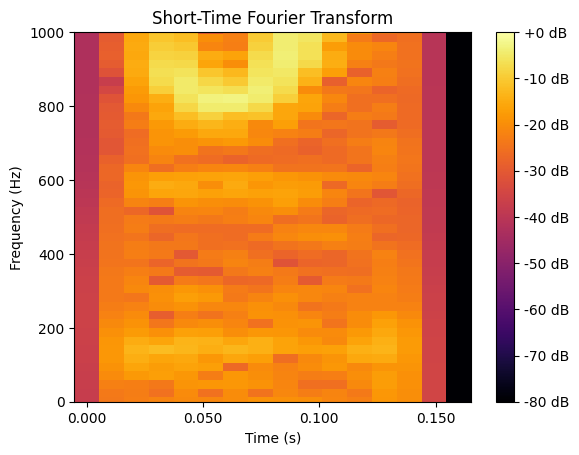 Short-Time Fourier Transform
Frequency (Hz)
1000
800
600
400
200
0
0.000
0.050
0.100
0.150
Time (s)
+0 dB
-10 dB
-20 dB
-30 dB
-40 dB
-50 dB
-60 dB
-70 dB
-80 dB